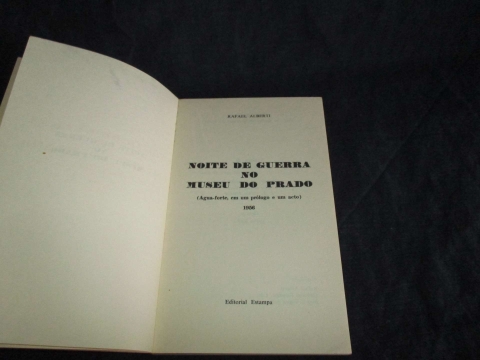 RAFAEL ALBERTI
NOITE DE GUERRA
NO
MUSEU DO PRADO
(Água-forte, em um prólogo e um acto)
1956
Editorial Estampa